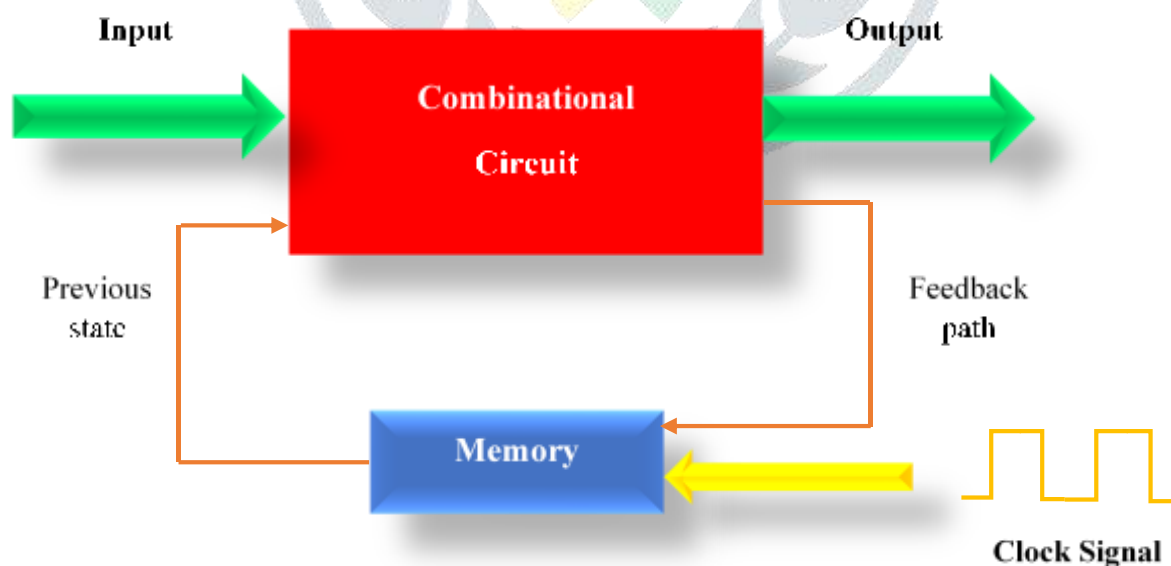 Input
Output
Combinational
Circuit
Previous
state
Feedback
path
Memory
Clock Signal